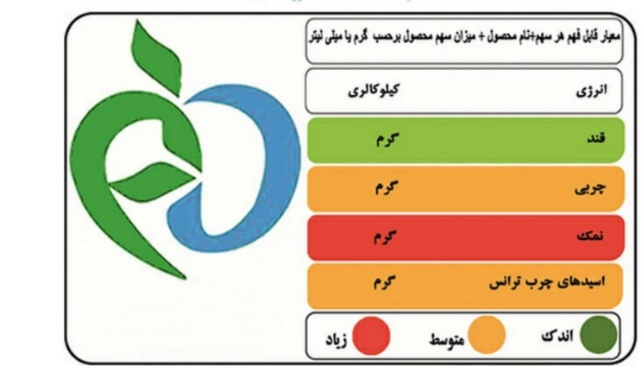 معیار قابل فهم هر سهم+نام محصول + میزان سهم محصول برحسب گرم یا میلی لیتر
انرژی کیلوکالری
قند گرم
چربی گرم
نمک گرم
اسیدهای چرب ترانس گرم
اندک متوسط زیاد